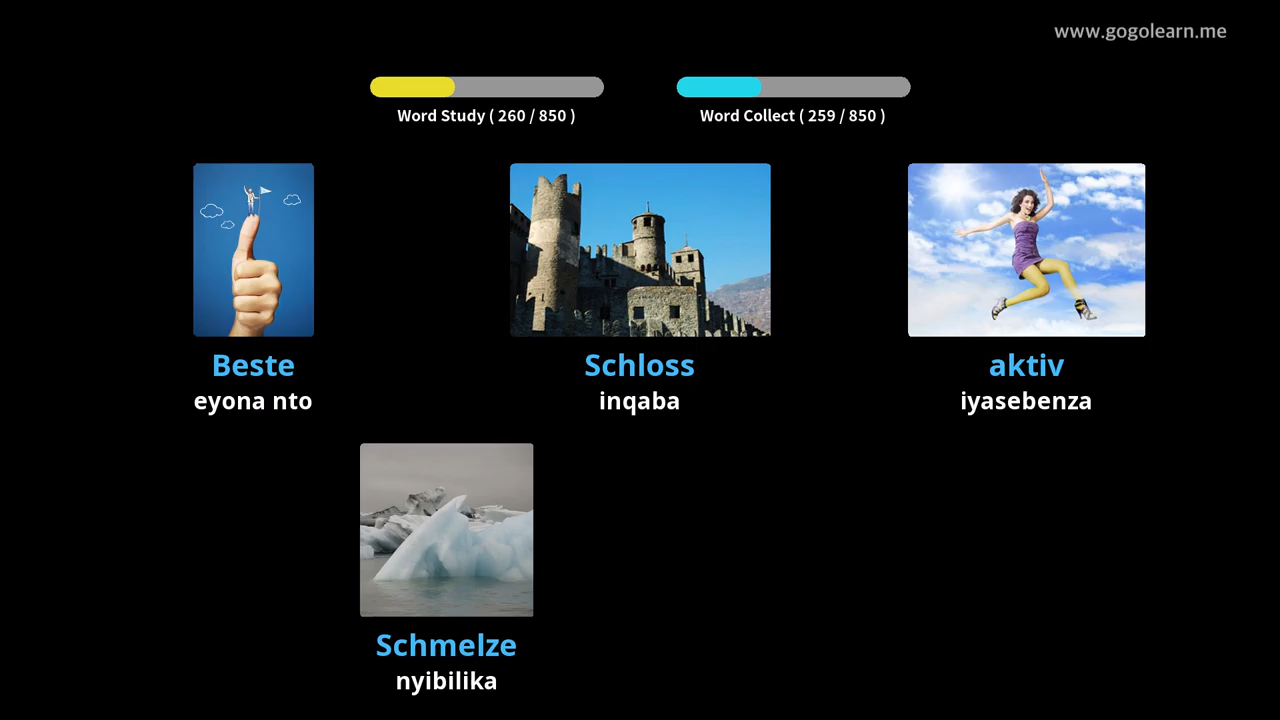 www.gogolearn.me
Word Study ( 260 / 850 )
Word Collect ( 259 / 850 )
Beste
eyona nto
Schloss
inqaba
aktiv
iyasebenza
Schmelze
nyibilika